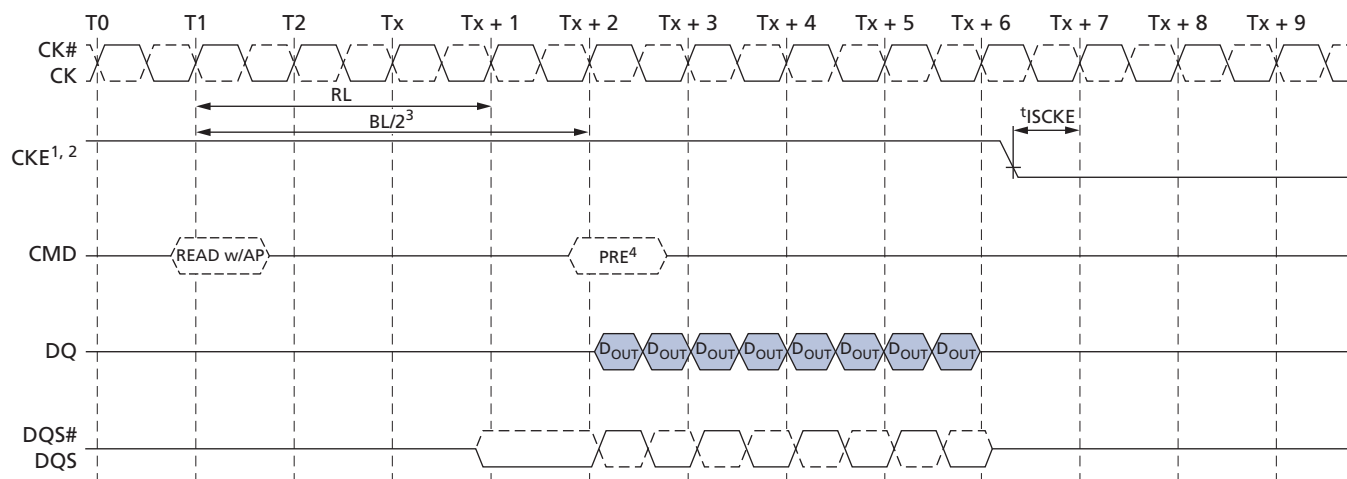 T0 T1 T2 Tx Tx + 1 Tx + 2 Tx + 3 Tx + 4 Tx + 5 Tx + 6 Tx + 7 Tx + 8 Tx + 9
CK#
CK
RL
BL/2³
tISCKE
CKE1, 2
CMD
READ w/AP
PRE⁴
DQ
DOUT DOUT DOUT DOUT DOUT DOUT DOUT DOUT
DQS#
DQS